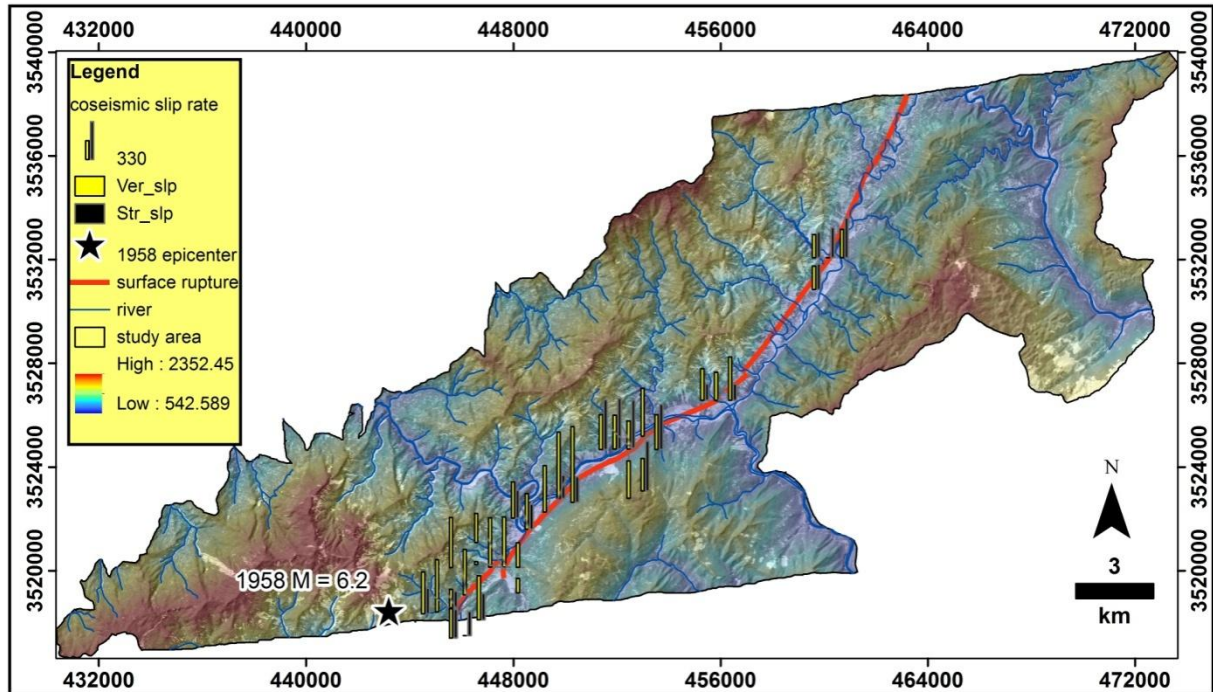 432000 440000 448000 456000 464000 472000
3540000
3536000
3532000
3528000
3524000
3520000
Legend
coseismic slip rate
330
Ver_slp
Str_slp
1958 epicenter
surface rupture
river
study area
High : 2352.45
Low : 542.589
1958 M = 6.2
N
3
km
3540000
3536000
3532000
3528000
3524000
3520000
432000 440000 448000 456000 464000 472000